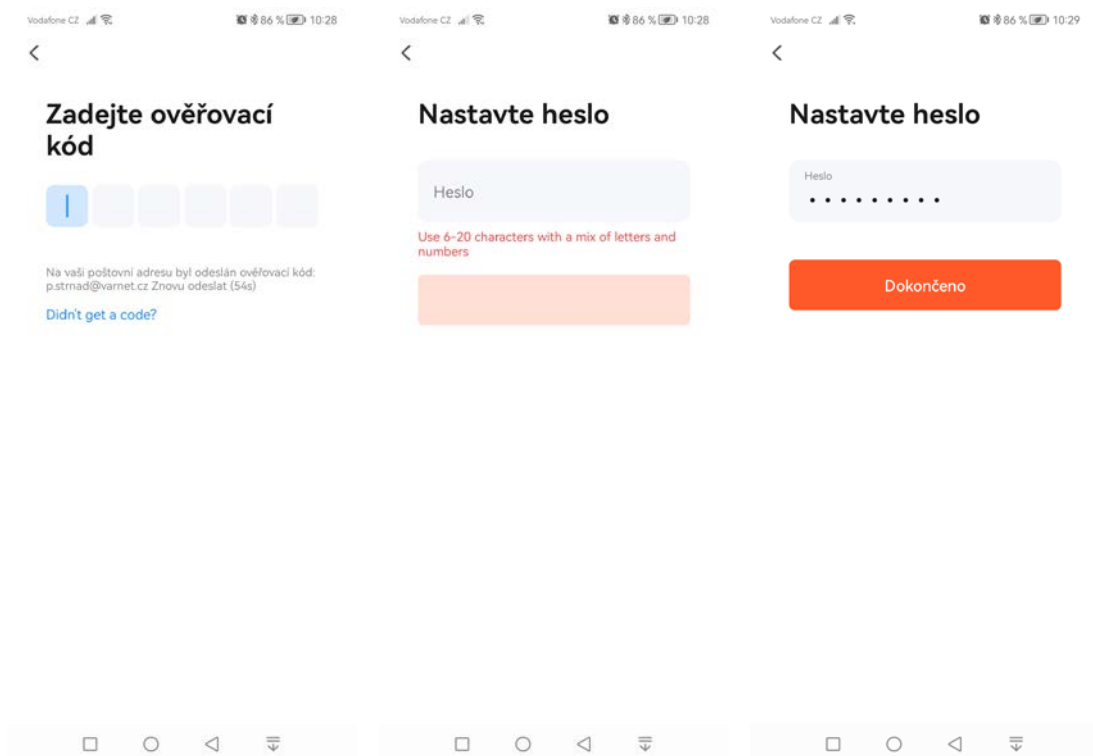 Vodafone CZ 86 % 10:28
Zadejte ověřovací
kód
Na vaši poštovní adresu byl odeslán ověřovací kód:
p.strnad@varnet.cz Znovu odeslat (54s)
Didn't get a code?
Vodafone CZ 86 % 10:28
Nastavte heslo
Heslo
Use 6-20 characters with a mix of letters and
numbers
Vodafone CZ 86 % 10:29
Nastavte heslo
Heslo
• • • • • • • • •
Dokončeno